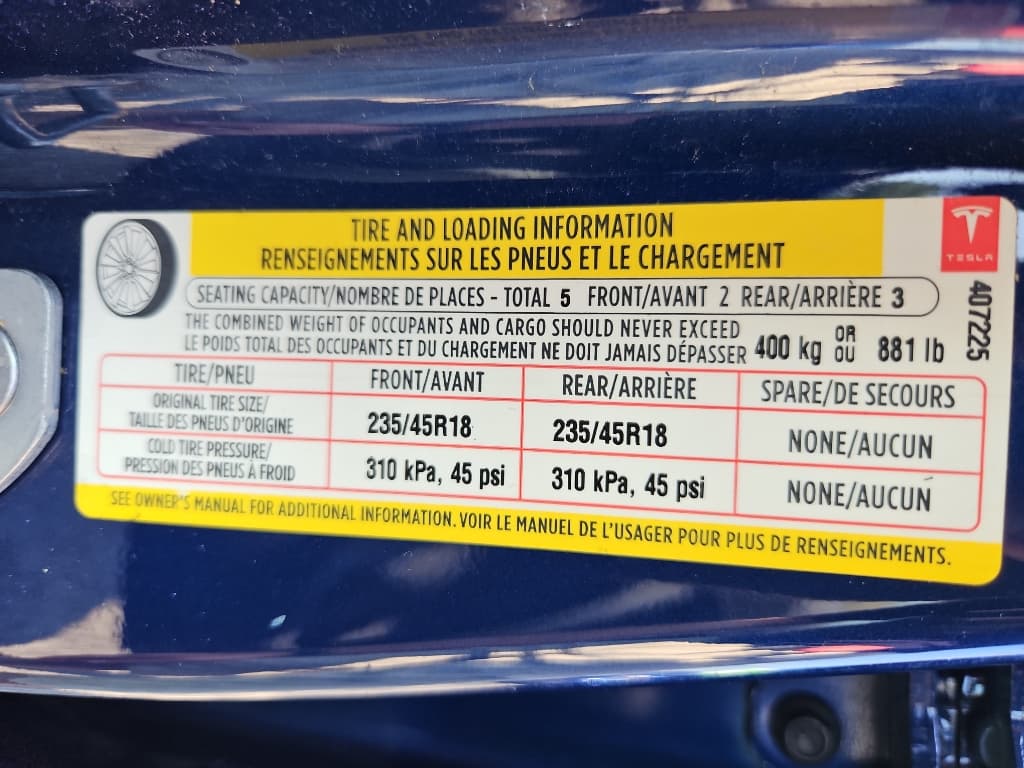 TIRE AND LOADING INFORMATION
RENSEIGNEMENTS SUR LES PNEUS ET LE CHARGEMENT
TESLA
SEATING CAPACITY/NOMBRE DE PLACES - TOTAL 5 FRONT/AVANT 2 REAR/ARRIÈRE 3
THE COMBINED WEIGHT OF OCCUPANTS AND CARGO SHOULD NEVER EXCEED
LE POIDS TOTAL DES OCCUPANTS ET DU CHARGEMENT NE DOIT JAMAIS DÉPASSER
400 kg OR OU 881 lb
407225
TIRE/PNEU FRONT/AVANT REAR/ARRIÈRE SPARE/DE SECOURS
ORIGINAL TIRE SIZE/
TAILLE DES PNEUS D'ORIGINE
235/45R18 235/45R18 NONE/AUCUN
COLD TIRE PRESSURE/
PRESSION DES PNEUS À FROID
310 kPa, 45 psi 310 kPa, 45 psi NONE/AUCUN
SEE OWNER'S MANUAL FOR ADDITIONAL INFORMATION. VOIR LE MANUEL DE L'USAGER POUR PLUS DE RENSEIGNEMENTS.